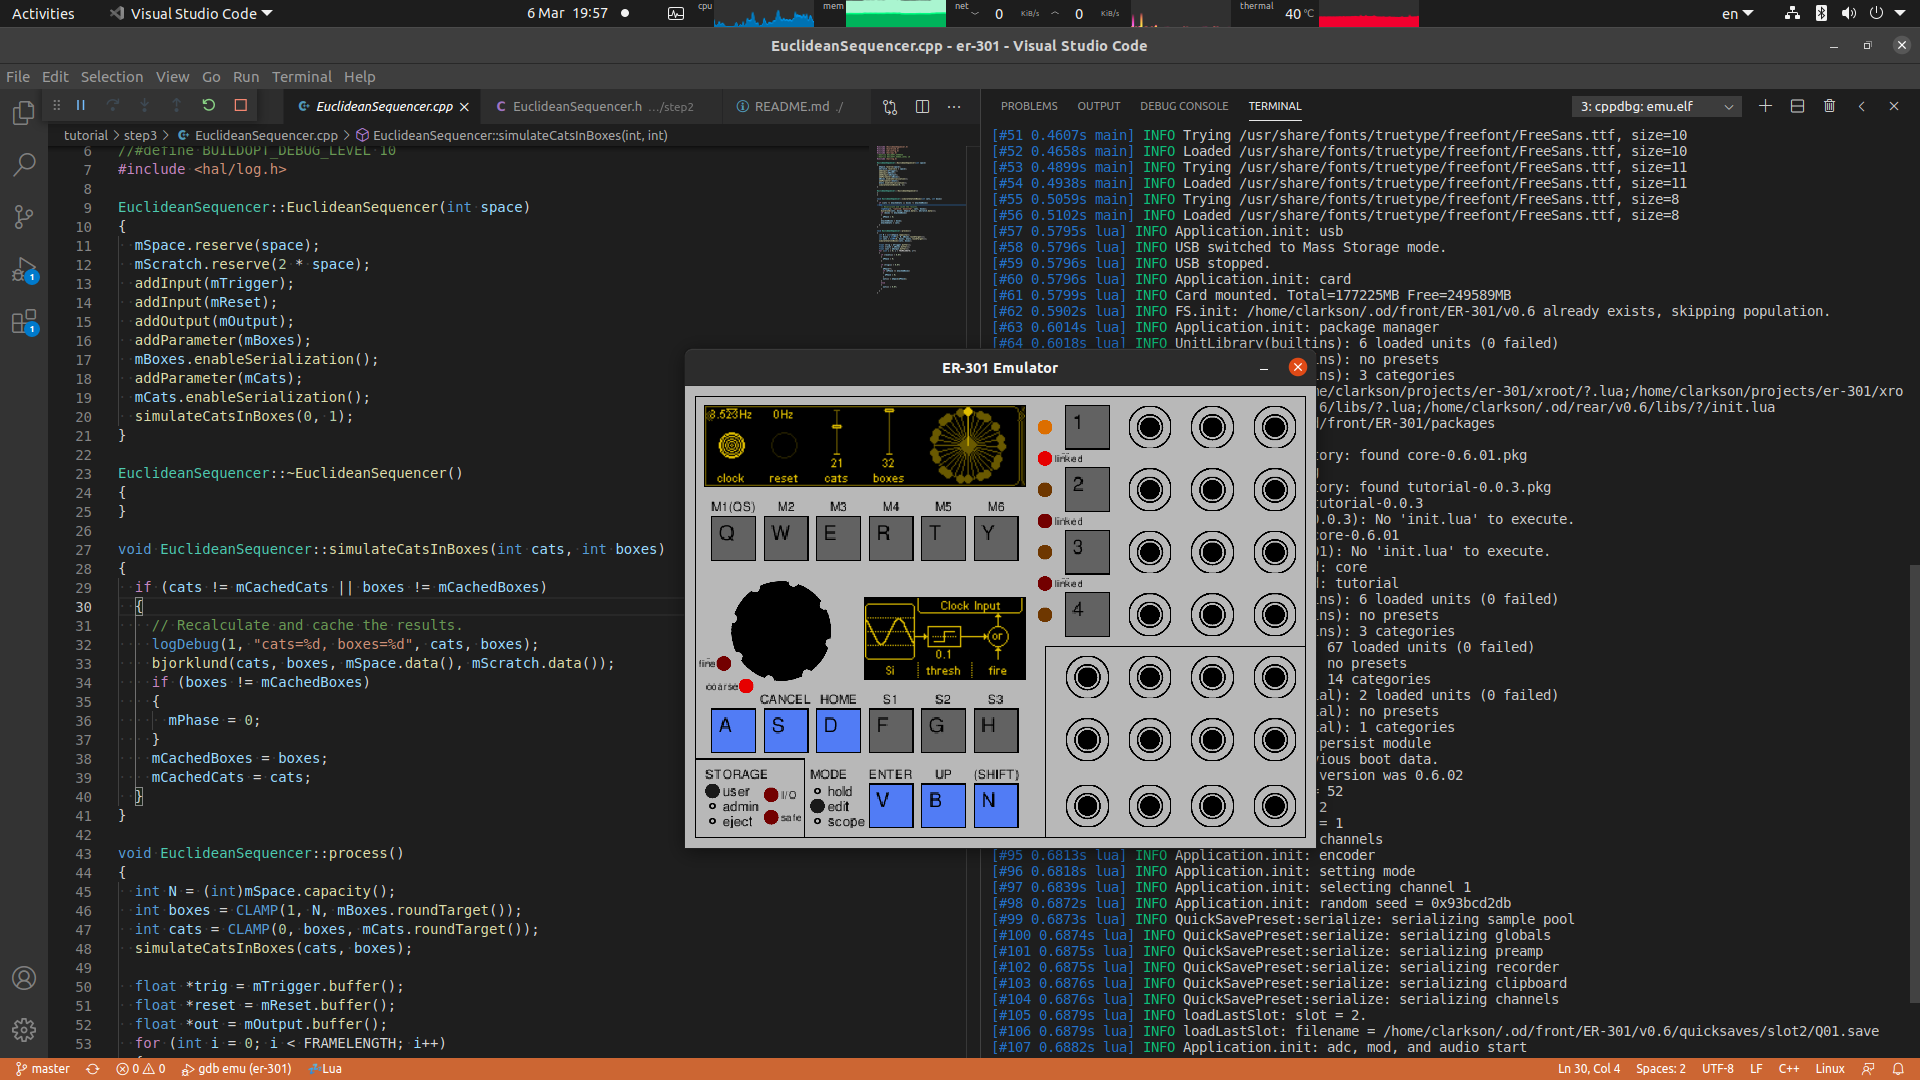 Activities
Visual Studio Code
6 Mar 19:57
cpu
mem
net
0 KiB/s
0 KiB/s
thermal
40 °C
en
EuclideanSequencer.cpp - er-301 - Visual Studio Code
File Edit Selection View Go Run Terminal Help
EuclideanSequencer.cpp
EuclideanSequencer.h .../step2
README.md ./
tutorial > step3 > EuclideanSequencer.cpp > EuclideanSequencer::simulateCatsInBoxes(int, int)
6 //#define BUILDOPT_DEBUG_LEVEL 10
7 #include <hal/log.h>
8
9 EuclideanSequencer::EuclideanSequencer(int space)
10 {
11 mSpace.reserve(space);
12 mScratch.reserve(2 * space);
13 addInput(mTrigger);
14 addInput(mReset);
15 addOutput(mOutput);
16 addParameter(mBoxes);
17 mBoxes.enableSerialization();
18 addParameter(mCats);
19 mCats.enableSerialization();
20 simulateCatsInBoxes(0, 1);
21 }
22
23 EuclideanSequencer::~EuclideanSequencer()
24 {
25 }
26
27 void EuclideanSequencer::simulateCatsInBoxes(int cats, int boxes)
28 {
29 if (cats != mCachedCats || boxes != mCachedBoxes)
30 {
31 // Recalculate and cache the results.
32 logDebug(1, "cats=%d, boxes=%d", cats, boxes);
33 bjorklund(cats, boxes, mSpace.data(), mScratch.data());
34 if (boxes != mCachedBoxes)
35 {
36 mPhase = 0;
37 }
38 mCachedBoxes = boxes;
39 mCachedCats = cats;
40 }
41 }
42
43 void EuclideanSequencer::process()
44 {
45 int N = (int)mSpace.capacity();
46 int boxes = CLAMP(1, N, mBoxes.roundTarget());
47 int cats = CLAMP(0, boxes, mCats.roundTarget());
48 simulateCatsInBoxes(cats, boxes);
49
50 float *trig = mTrigger.buffer();
51 float *reset = mReset.buffer();
52 float *out = mOutput.buffer();
53 for (int i = 0; i < FRAMELENGTH; i++)
PROBLEMS OUTPUT DEBUG CONSOLE TERMINAL
3: cppdbg: emu.elf
[#51 0.4607s main] INFO Trying /usr/share/fonts/truetype/freefont/FreeSans.ttf, size=10
[#52 0.4658s main] INFO Loaded /usr/share/fonts/truetype/freefont/FreeSans.ttf, size=10
[#53 0.4899s main] INFO Trying /usr/share/fonts/truetype/freefont/FreeSans.ttf, size=11
[#54 0.4938s main] INFO Loaded /usr/share/fonts/truetype/freefont/FreeSans.ttf, size=11
[#55 0.5059s main] INFO Trying /usr/share/fonts/truetype/freefont/FreeSans.ttf, size=8
[#56 0.5102s main] INFO Loaded /usr/share/fonts/truetype/freefont/FreeSans.ttf, size=8
[#57 0.5795s lua] INFO Application.init: usb
[#58 0.5796s lua] INFO USB switched to Mass Storage mode.
[#59 0.5796s lua] INFO USB stopped.
[#60 0.5796s lua] INFO Application.init: card
[#61 0.5799s lua] INFO Card mounted. Total=177225MB Free=249589MB
[#62 0.5902s lua] INFO FS.init: /home/clarkson/.od/front/ER-301/v0.6 already exists, skipping population.
[#63 0.6014s lua] INFO Application.init: package manager
[#64 0.6018s lua] INFO UnitLibrary(builtins): 6 loaded units (0 failed)
ns): no presets
ns): 3 categories
me/clarkson/projects/er-301/xroot/?.lua;/home/clarkson/projects/er-301/xro
6/libs/?.lua;/home/clarkson/.od/rear/v0.6/libs/?/init.lua
d/front/ER-301/packages
ory: found core-0.6.01.pkg
ory: found tutorial-0.0.3.pkg
utorial-0.0.3
0.0.3): No 'init.lua' to execute.
ore-0.6.01
01): No 'init.lua' to execute.
d: core
d: tutorial
ns): 6 loaded units (0 failed)
ns): no presets
ns): 3 categories
67 loaded units (0 failed)
no presets
14 categories
al): 2 loaded units (0 failed)
al): no presets
al): 1 categories
persist module
vious boot data.
version was 0.6.02
= 52
2
= 1
channels
[#95 0.6813s lua] INFO Application.init: encoder
[#96 0.6818s lua] INFO Application.init: setting mode
[#97 0.6839s lua] INFO Application.init: selecting channel 1
[#98 0.6872s lua] INFO Application.init: random seed = 0x93bcd2db
[#99 0.6873s lua] INFO QuickSavePreset:serialize: serializing sample pool
[#100 0.6874s lua] INFO QuickSavePreset:serialize: serializing globals
[#101 0.6875s lua] INFO QuickSavePreset:serialize: serializing preamp
[#102 0.6875s lua] INFO QuickSavePreset:serialize: serializing recorder
[#103 0.6876s lua] INFO QuickSavePreset:serialize: serializing clipboard
[#104 0.6876s lua] INFO QuickSavePreset:serialize: serializing channels
[#105 0.6879s lua] INFO loadLastSlot: slot = 2.
[#106 0.6879s lua] INFO loadLastSlot: filename = /home/clarkson/.od/front/ER-301/v0.6/quicksaves/slot2/Q01.save
[#107 0.6882s lua] INFO Application.init: adc, mod, and audio start
ER-301 Emulator
3.523Hz 0Hz
21 32
clock reset cats boxes
M1(QS) M2 M3 M4 M5 M6
Q W E R T Y
1
linked
2
linked
3
linked
4
Clock Input
or
0.1
Si thresh fire
fine
coarse
CANCEL HOME S1 S2 S3
A S D F G H
STORAGE
user
admin
eject
I/O
safe
MODE
hold
edit
scope
ENTER UP (SHIFT)
V B N
master
0 0
gdb emu (er-301)
Lua
Ln 30, Col 4
Spaces: 2
UTF-8
LF
C++
Linux